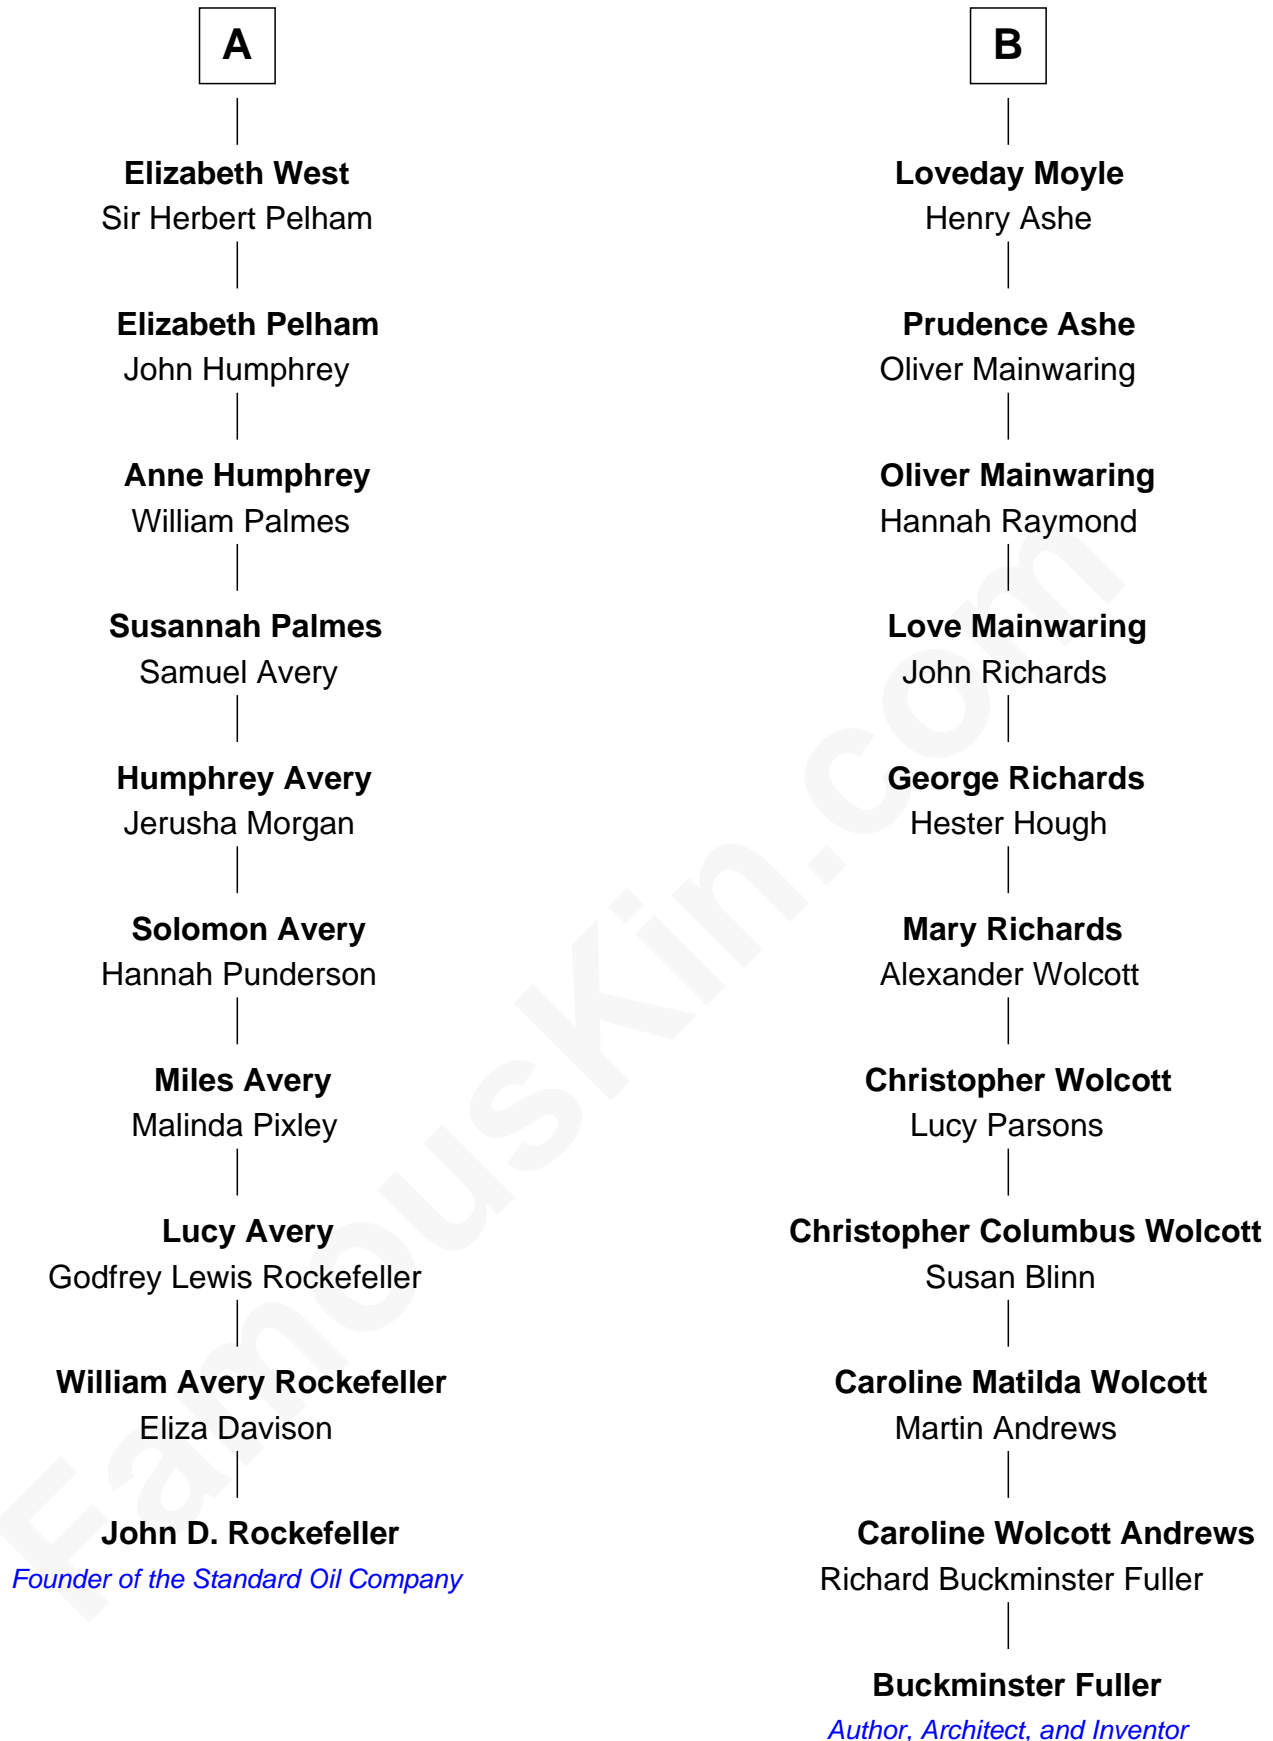 A
Elizabeth West
Sir Herbert Pelham
Elizabeth Pelham
John Humphrey
Anne Humphrey
William Palmes
Susannah Palmes
Samuel Avery
Humphrey Avery
Jerusha Morgan
Solomon Avery
Hannah Punderson
Miles Avery
Malinda Pixley
Lucy Avery
Godfrey Lewis Rockefeller
William Avery Rockefeller
Eliza Davison
John D. Rockefeller
Founder of the Standard Oil Company
B
Loveday Moyle
Henry Ashe
Prudence Ashe
Oliver Mainwaring
Oliver Mainwaring
Hannah Raymond
Love Mainwaring
John Richards
George Richards
Hester Hough
Mary Richards
Alexander Wolcott
Christopher Wolcott
Lucy Parsons
Christopher Columbus Wolcott
Susan Blinn
Caroline Matilda Wolcott
Martin Andrews
Caroline Wolcott Andrews
Richard Buckminster Fuller
Buckminster Fuller
Author, Architect, and Inventor
FamousKin.com